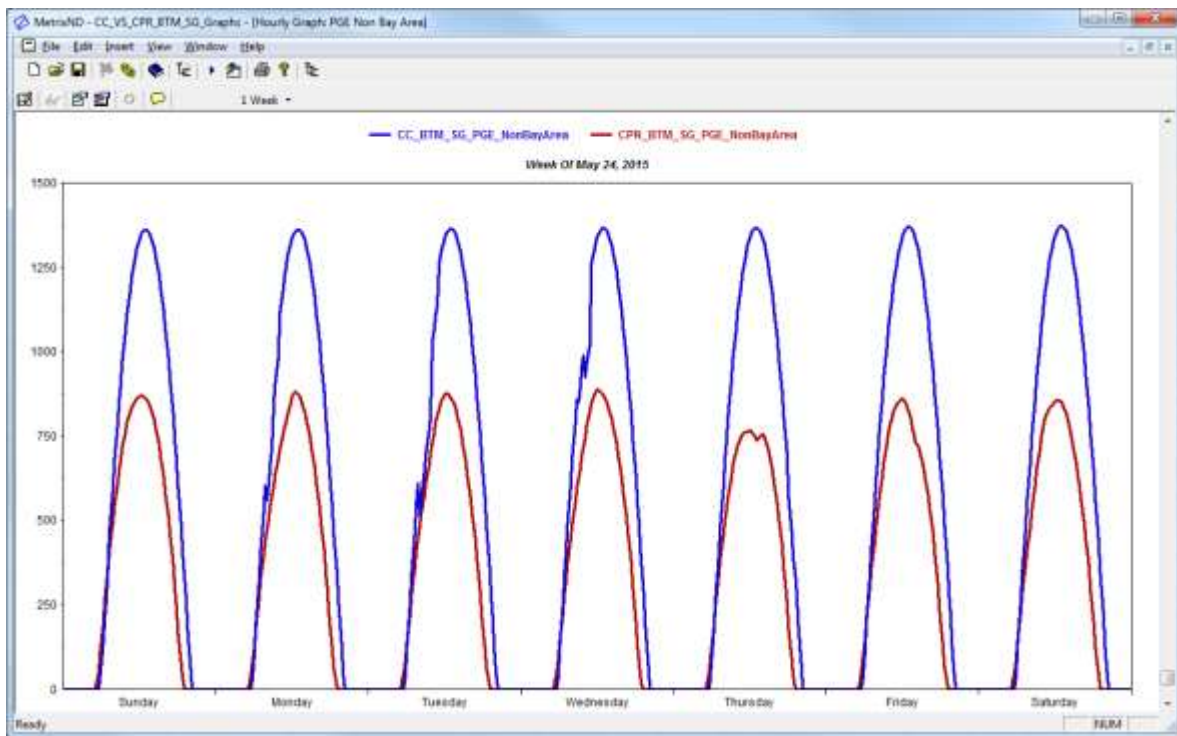 MetrixND - CC_VS_CPR_BTM_SG_Graphs - [Hourly Graph: PGE Non Bay Area]
File Edit Insert View Window Help
1 Week
CC_BTM_SG_PGE_NonBayArea CPR_BTM_SG_PGE_NonBayArea
Week Of May 24, 2015
1500
1250
1000
750
500
250
0
Sunday Monday Tuesday Wednesday Thursday Friday Saturday
Ready NUM